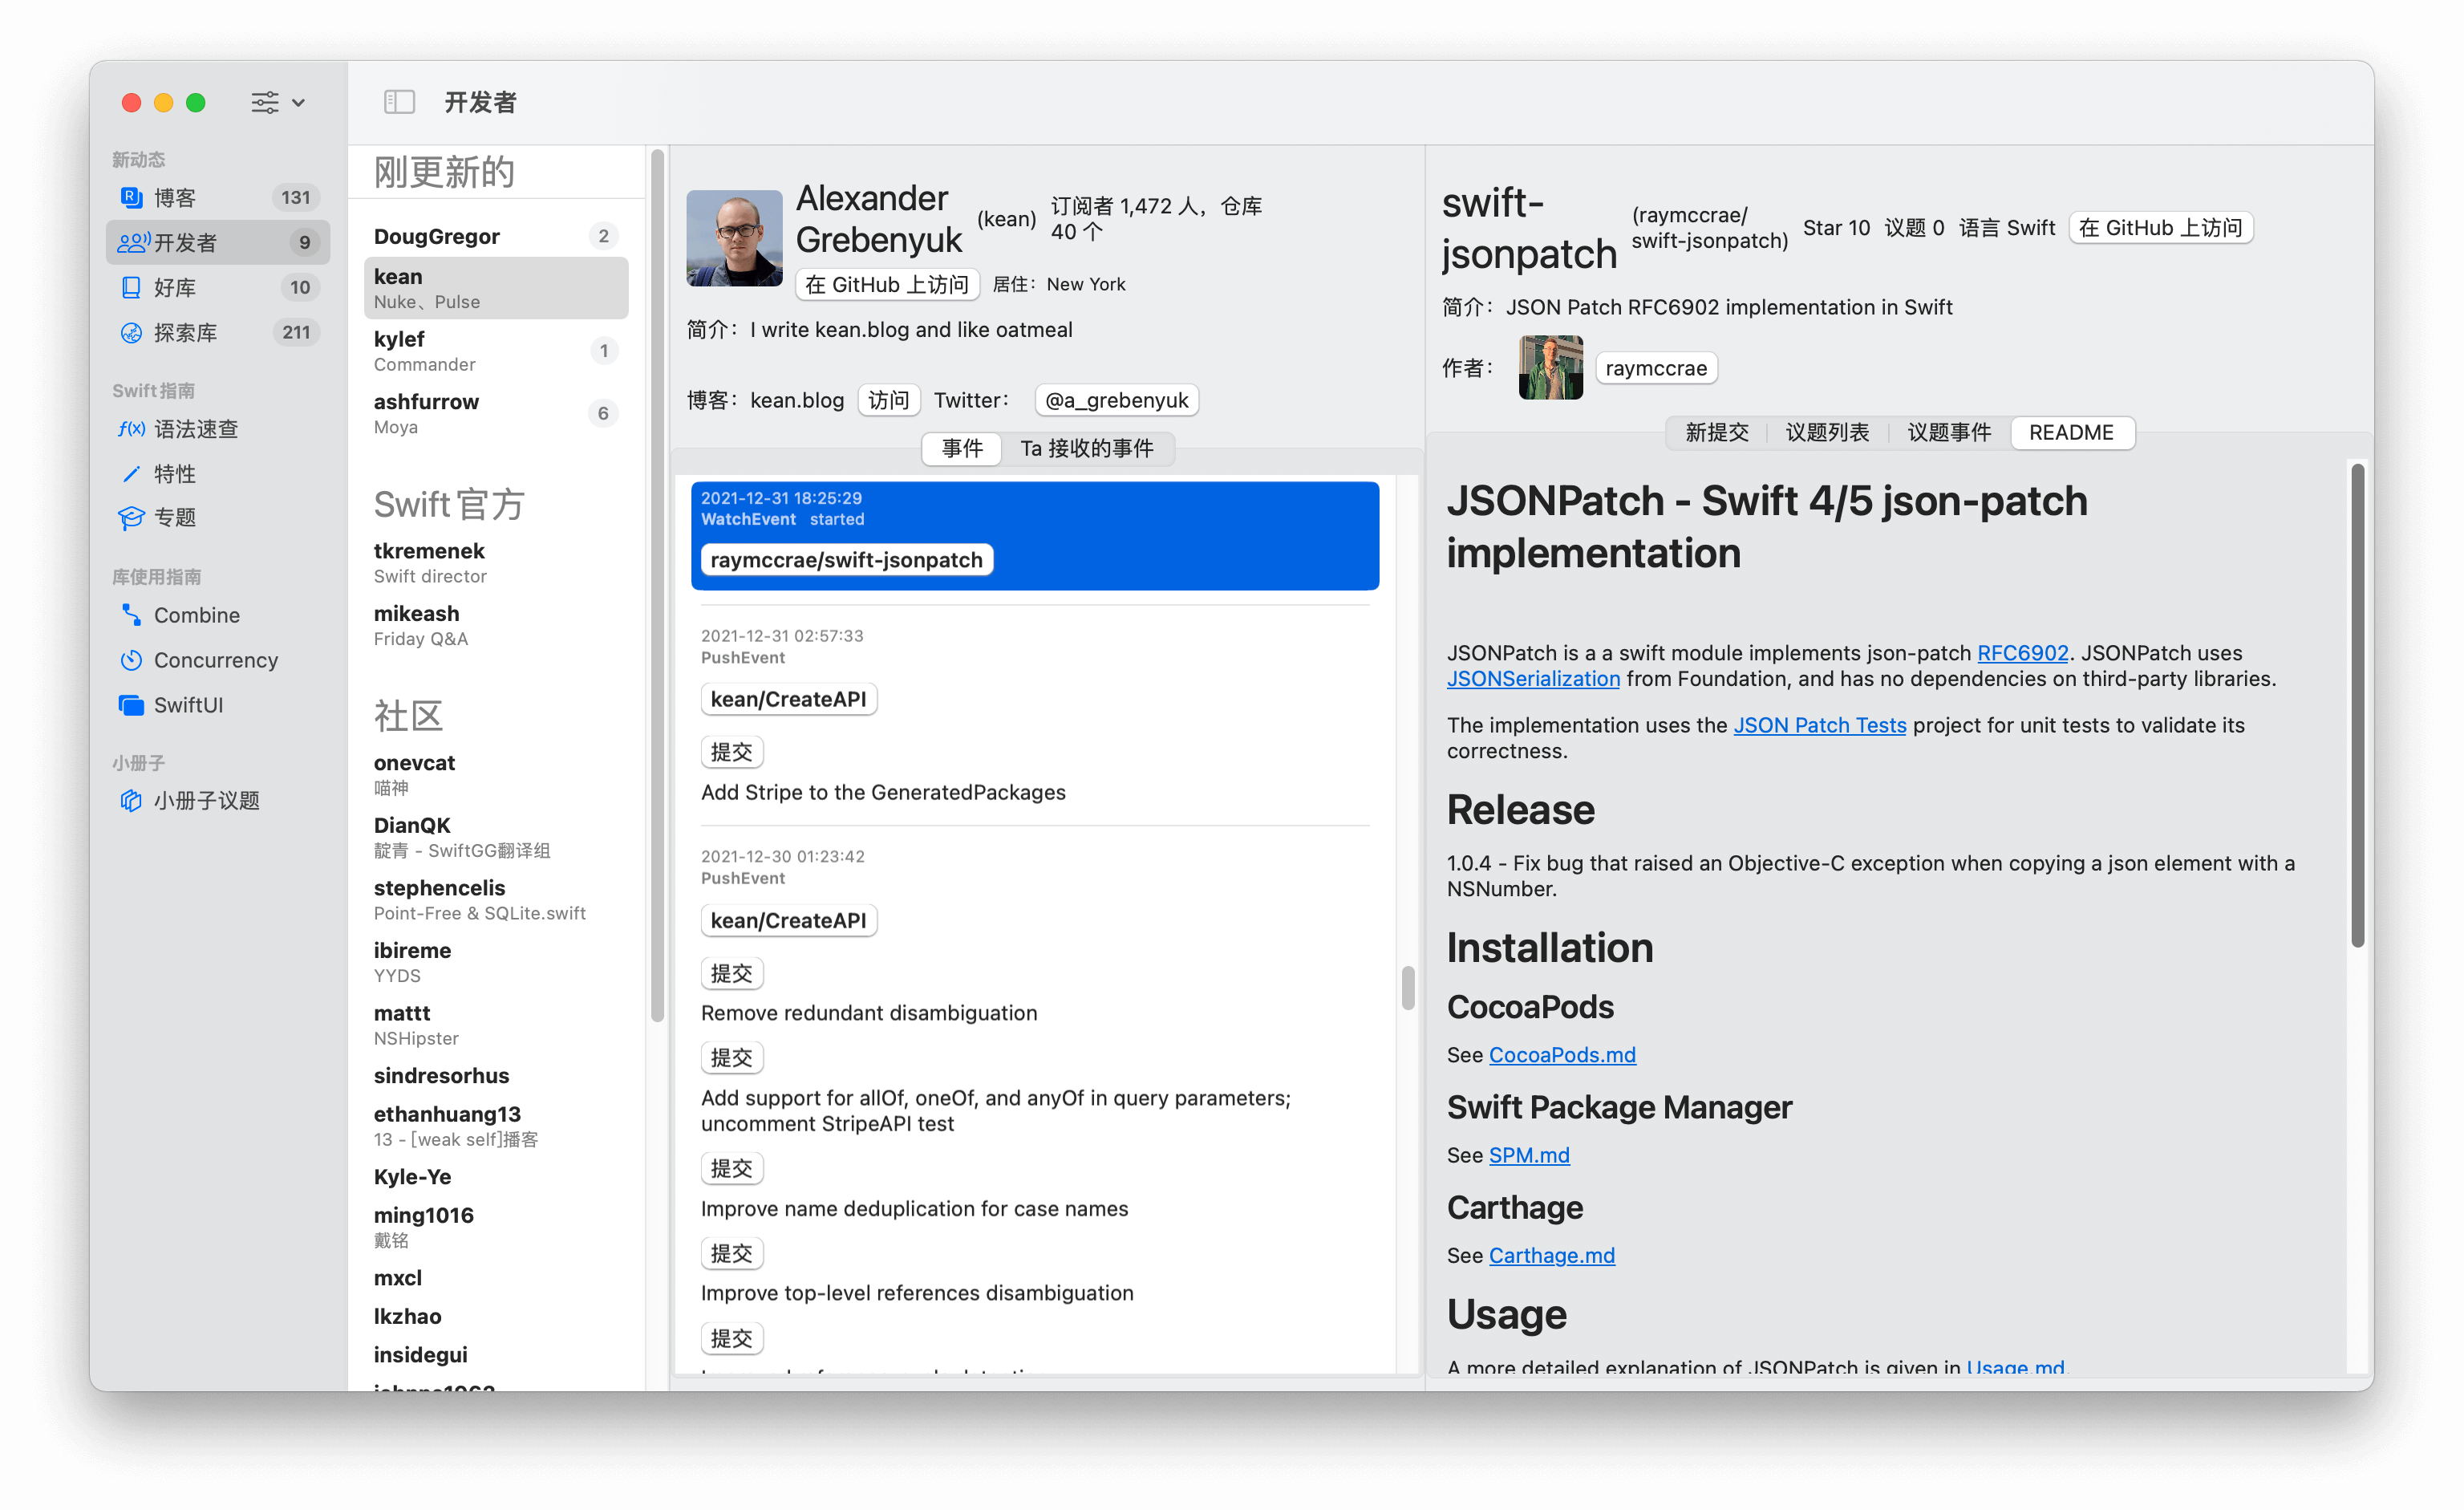 开发者
新动态
博客 131
开发者 9
好库 10
探索库 211
Swift指南
语法速查
特性
专题
库使用指南
Combine
Concurrency
SwiftUI
小册子
小册子议题
刚更新的
DougGregor 2
kean
Nuke、Pulse
kylef 1
Commander
ashfurrow 6
Moya
Swift官方
tkremenek
Swift director
mikeash
Friday Q&A
社区
onevcat
喵神
DianQK
靛青 - SwiftGG翻译组
stephencelis
Point-Free & SQLite.swift
ibireme
YYDS
mattt
NSHipster
sindresorhus
ethanhuang13
13 - [weak self]播客
Kyle-Ye
ming1016
戴铭
mxcl
lkzhao
insidegui
Alexander
Grebenyuk
(kean)
订阅者 1,472 人，仓库
40 个
在 GitHub 上访问 居住：New York
简介：I write kean.blog and like oatmeal
博客：kean.blog 访问 Twitter： @a_grebenyuk
事件 Ta 接收的事件
2021-12-31 18:25:29
WatchEvent started
raymccrae/swift-jsonpatch
2021-12-31 02:57:33
PushEvent
kean/CreateAPI
提交
Add Stripe to the GeneratedPackages
2021-12-30 01:23:42
PushEvent
kean/CreateAPI
提交
Remove redundant disambiguation
提交
Add support for allOf, oneOf, and anyOf in query parameters;
uncomment StripeAPI test
提交
Improve name deduplication for case names
提交
Improve top-level references disambiguation
提交
swift-
jsonpatch
(raymccrae/
swift-jsonpatch)
Star 10 议题 0 语言 Swift 在 GitHub 上访问
简介：JSON Patch RFC6902 implementation in Swift
作者： raymccrae
新提交 议题列表 议题事件 README
JSONPatch - Swift 4/5 json-patch
implementation
JSONPatch is a a swift module implements json-patch RFC6902. JSONPatch uses
JSONSerialization from Foundation, and has no dependencies on third-party libraries.
The implementation uses the JSON Patch Tests project for unit tests to validate its
correctness.
Release
1.0.4 - Fix bug that raised an Objective-C exception when copying a json element with a
NSNumber.
Installation
CocoaPods
See CocoaPods.md
Swift Package Manager
See SPM.md
Carthage
See Carthage.md
Usage
A more detailed explanation of JSONPatch is given in Usage.md.